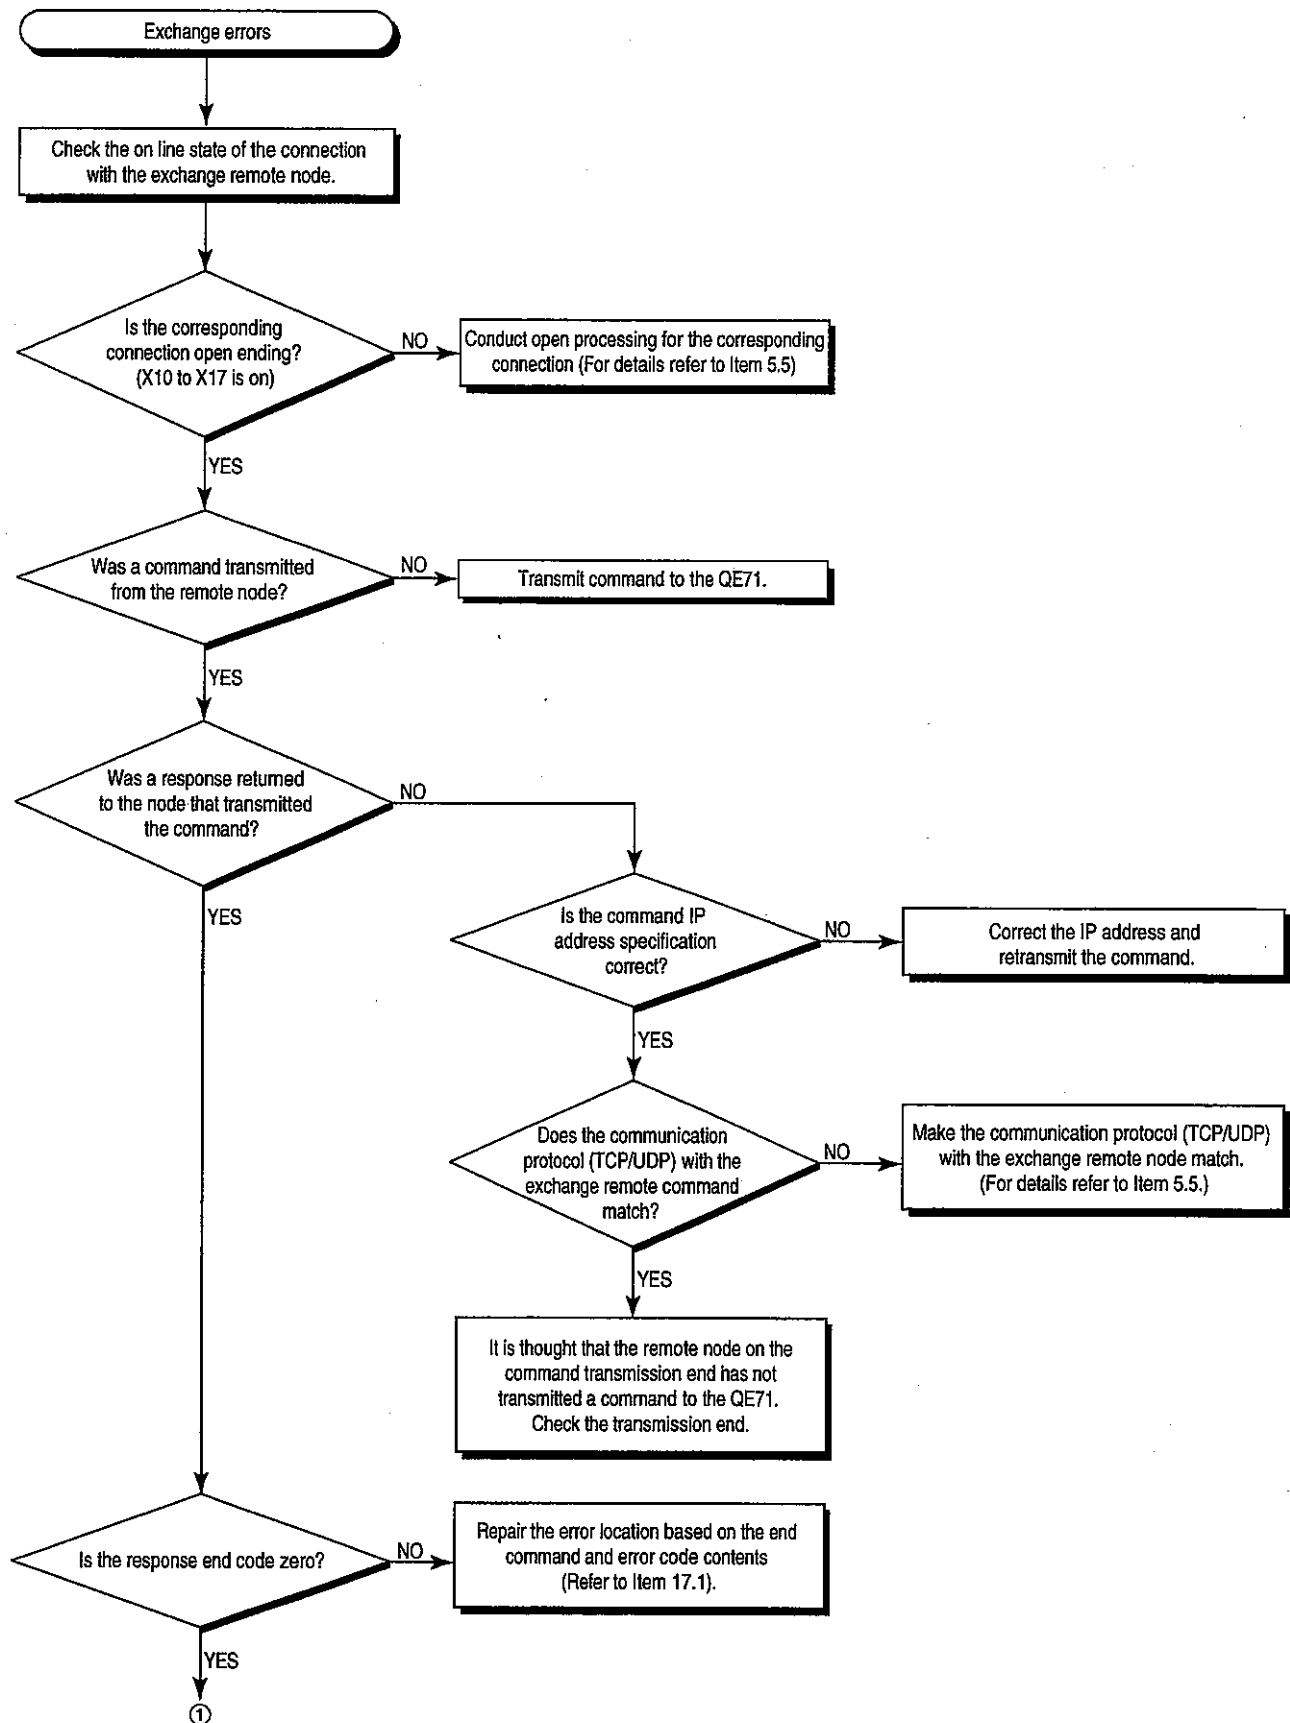 Exchange errors
Check the on line state of the connection
with the exchange remote node.
Is the corresponding
connection open ending?
(X10 to X17 is on)
NO
Conduct open processing for the corresponding
connection (For details refer to Item 5.5)
YES
Was a command transmitted
from the remote node?
NO
Transmit command to the QE71.
YES
Was a response returned
to the node that transmitted
the command?
NO
YES
Is the command IP
address specification
correct?
NO
Correct the IP address and
retransmit the command.
YES
Does the communication
protocol (TCP/UDP) with the
exchange remote command
match?
NO
Make the communication protocol (TCP/UDP)
with the exchange remote node match.
(For details refer to Item 5.5.)
YES
It is thought that the remote node on the
command transmission end has not
transmitted a command to the QE71.
Check the transmission end.
Is the response end code zero?
NO
Repair the error location based on the end
command and error code contents
(Refer to Item 17.1).
YES
①